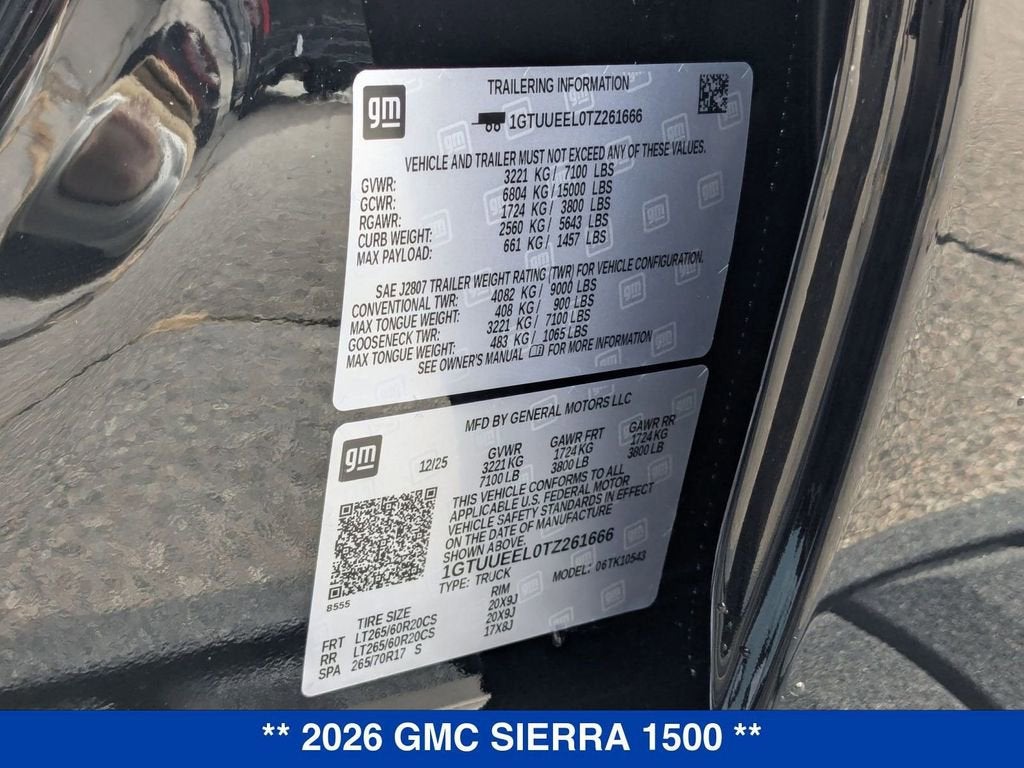 gm
TRAILERING INFORMATION
1GTUUEEL0TZ261666
VEHICLE AND TRAILER MUST NOT EXCEED ANY OF THESE VALUES.
GVWR: 3221 KG / 7100 LBS
GCWR: 6804 KG / 15000 LBS
RGAWR: 1724 KG / 3800 LBS
CURB WEIGHT: 2560 KG / 5643 LBS
MAX PAYLOAD: 661 KG / 1457 LBS
SAE J2807 TRAILER WEIGHT RATING (TWR) FOR VEHICLE CONFIGURATION.
CONVENTIONAL TWR: 4082 KG / 9000 LBS
MAX TONGUE WEIGHT: 408 KG / 900 LBS
GOOSENECK TWR: 3221 KG / 7100 LBS
MAX TONGUE WEIGHT: 483 KG / 1065 LBS
SEE OWNER'S MANUAL FOR MORE INFORMATION
gm
MFD BY GENERAL MOTORS LLC
12/25
GVWR GAWR FRT GAWR RR
3221 KG 1724 KG 1724 KG
7100 LB 3800 LB 3800 LB
THIS VEHICLE CONFORMS TO ALL
APPLICABLE U.S. FEDERAL MOTOR
VEHICLE SAFETY STANDARDS IN EFFECT
ON THE DATE OF MANUFACTURE
SHOWN ABOVE.
1GTUUEEL0TZ261666
TYPE: TRUCK MODEL: 06TK10543
8555
TIRE SIZE RIM
FRT LT265/60R20CS 20X9J
RR LT265/60R20CS 20X9J
SPA 265/70R17 S 17X8J
** 2026 GMC SIERRA 1500 **